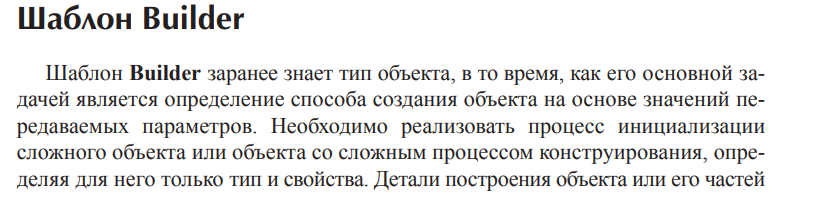 Шаблон Builder
Шаблон Builder заранее знает тип объекта, в то время, как его основной за-
дачей является определение способа создания объекта на основе значений пе-
редаваемых параметров. Необходимо реализовать процесс инициализации
сложного объекта или объекта со сложным процессом конструирования, опре-
деляя для него только тип и свойства. Детали построения объекта или его частей